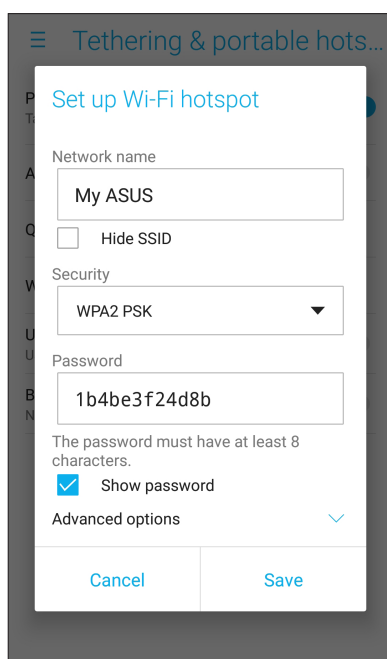 Tethering & portable hots...
P
Ta
Set up Wi-Fi hotspot
A
Network name
My ASUS
Q
Hide SSID
Security
W
WPA2 PSK
U
U
Password
B
1b4be3f24d8b
N
The password must have at least 8
characters.
Show password
Advanced options
Cancel
Save